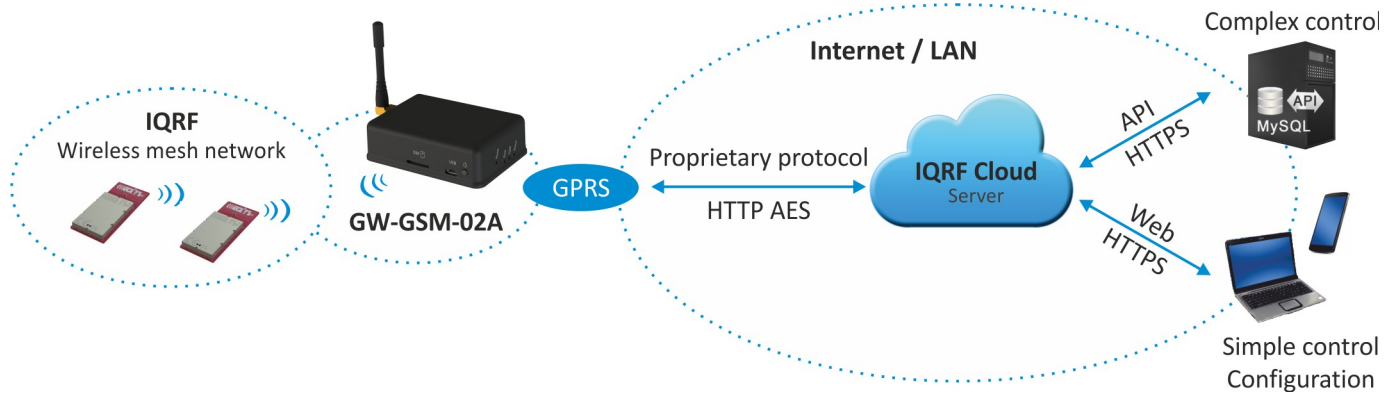 IQRF
Wireless mesh network
GW-GSM-02A
GPRS
Proprietary protocol
HTTP AES
Internet / LAN
IQRF Cloud
Server
API
HTTPS
Web
HTTPS
Complex control
API
MySQL
Simple control
Configuration